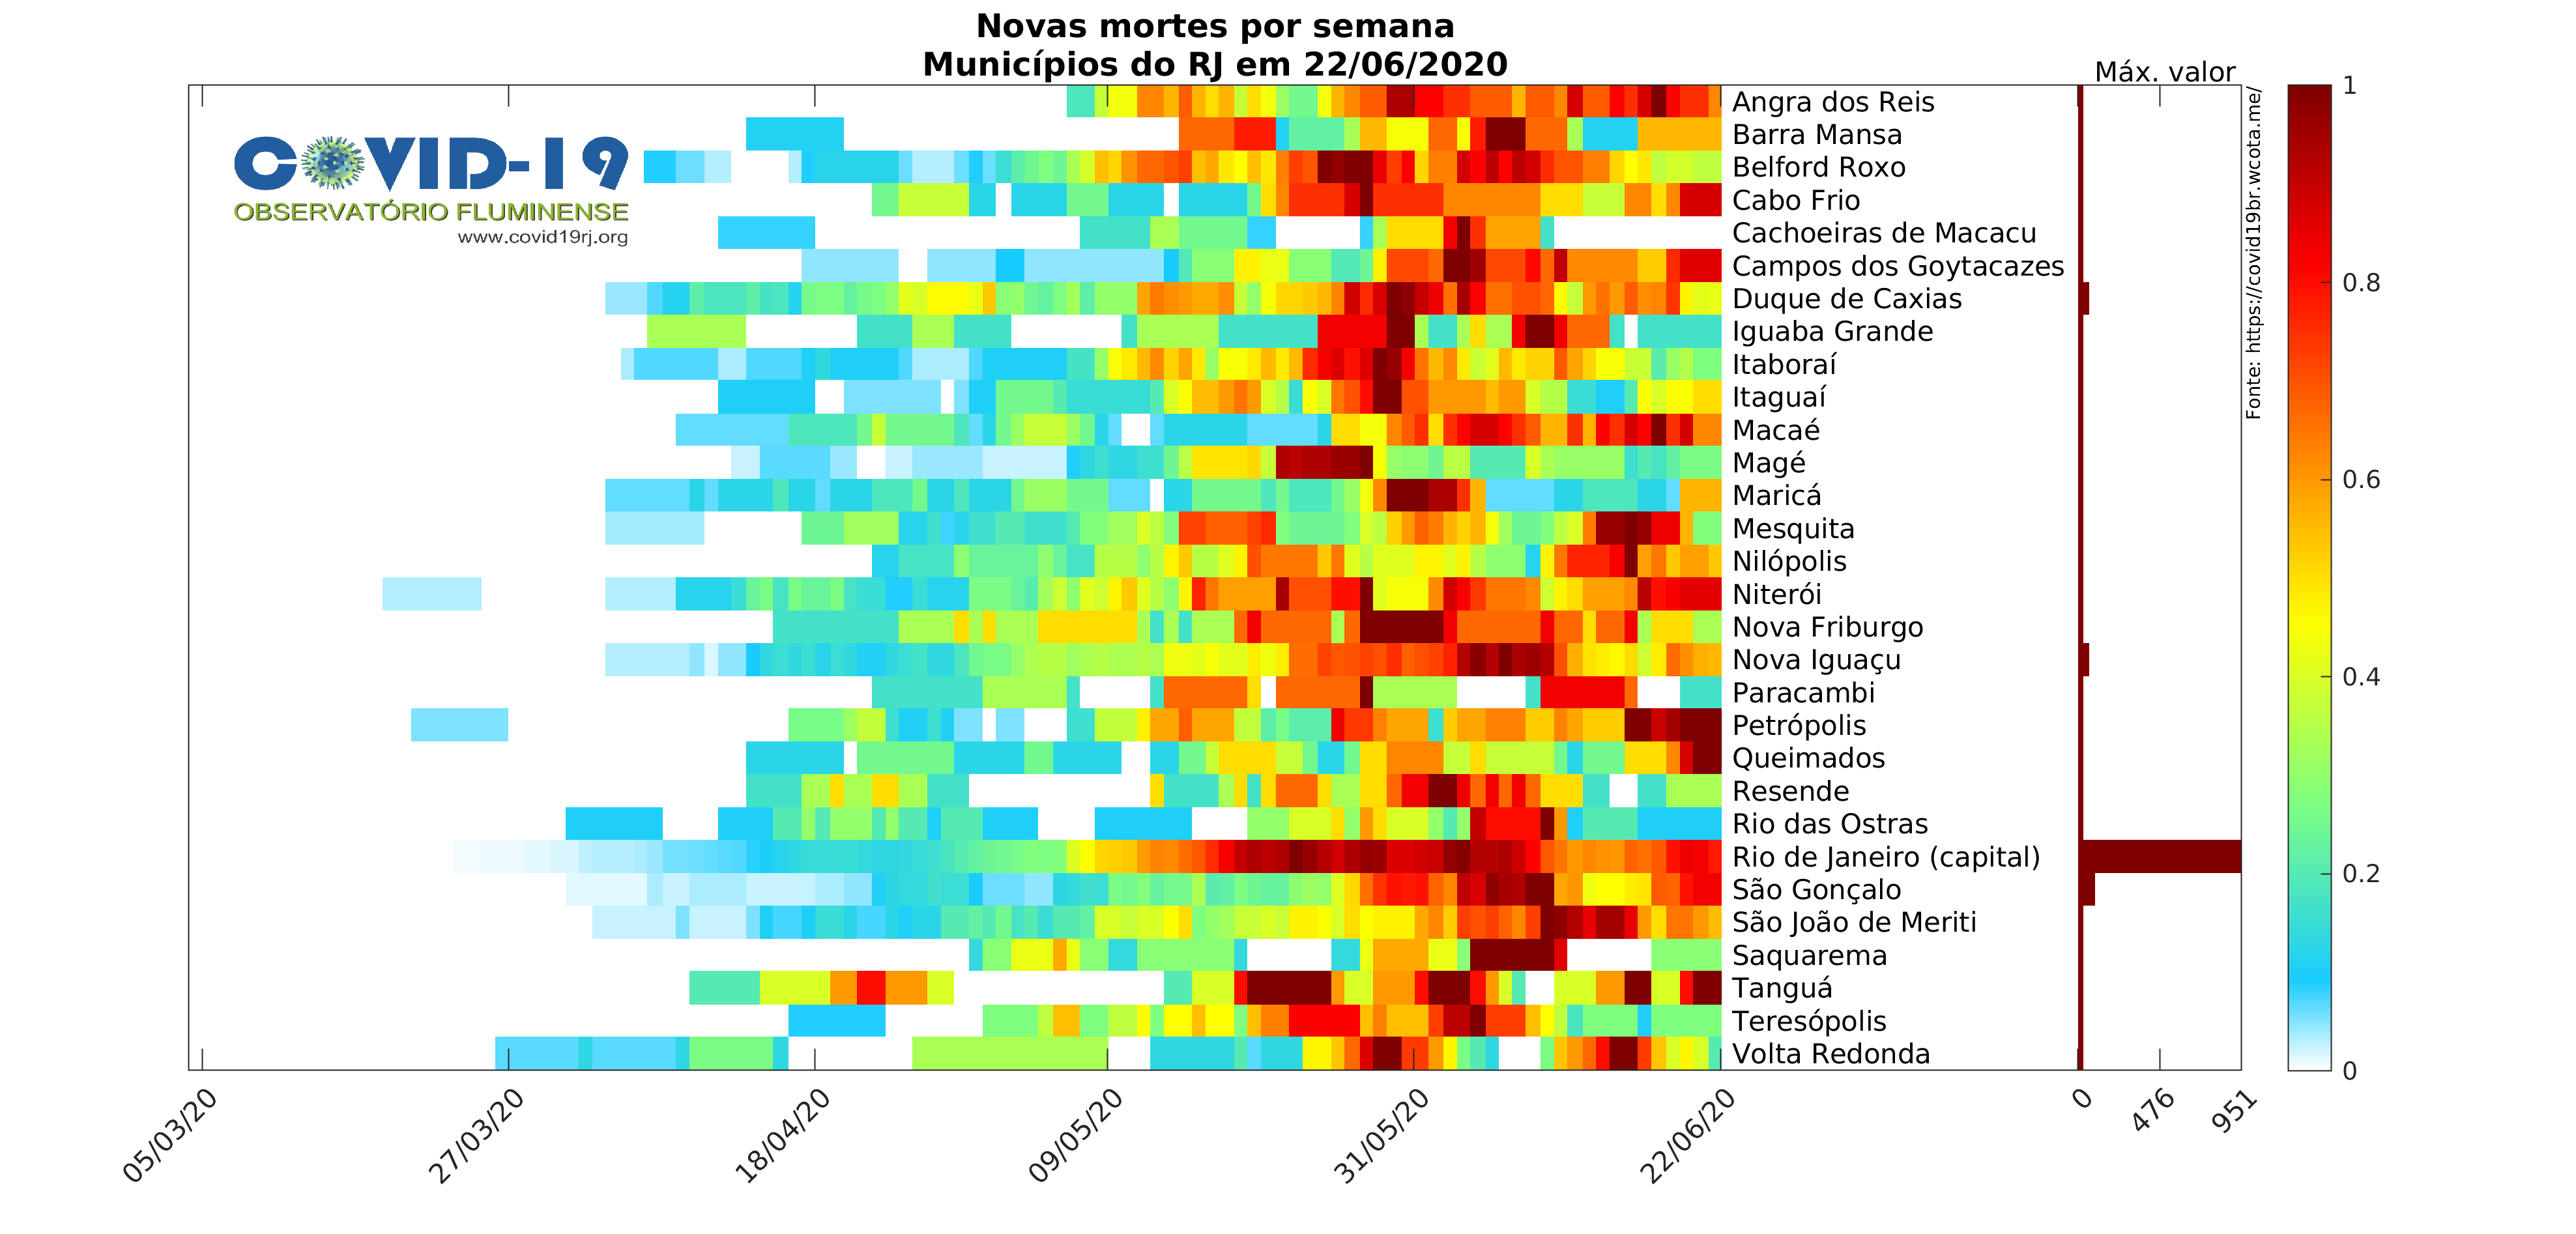 Novas mortes por semana
Municípios do RJ em 22/06/2020
Máx. valor
COVID-19
OBSERVATÓRIO FLUMINENSE
www.covid19rj.org
Angra dos Reis
Barra Mansa
Belford Roxo
Cabo Frio
Cachoeiras de Macacu
Campos dos Goytacazes
Duque de Caxias
Iguaba Grande
Itaboraí
Itaguaí
Macaé
Magé
Maricá
Mesquita
Nilópolis
Niterói
Nova Friburgo
Nova Iguaçu
Paracambi
Petrópolis
Queimados
Resende
Rio das Ostras
Rio de Janeiro (capital)
São Gonçalo
São João de Meriti
Saquarema
Tanguá
Teresópolis
Volta Redonda
Fonte: https://covid19br.wcota.me/
1
0.8
0.6
0.4
0.2
0
05/03/20
27/03/20
18/04/20
09/05/20
31/05/20
22/06/20
0
476
951